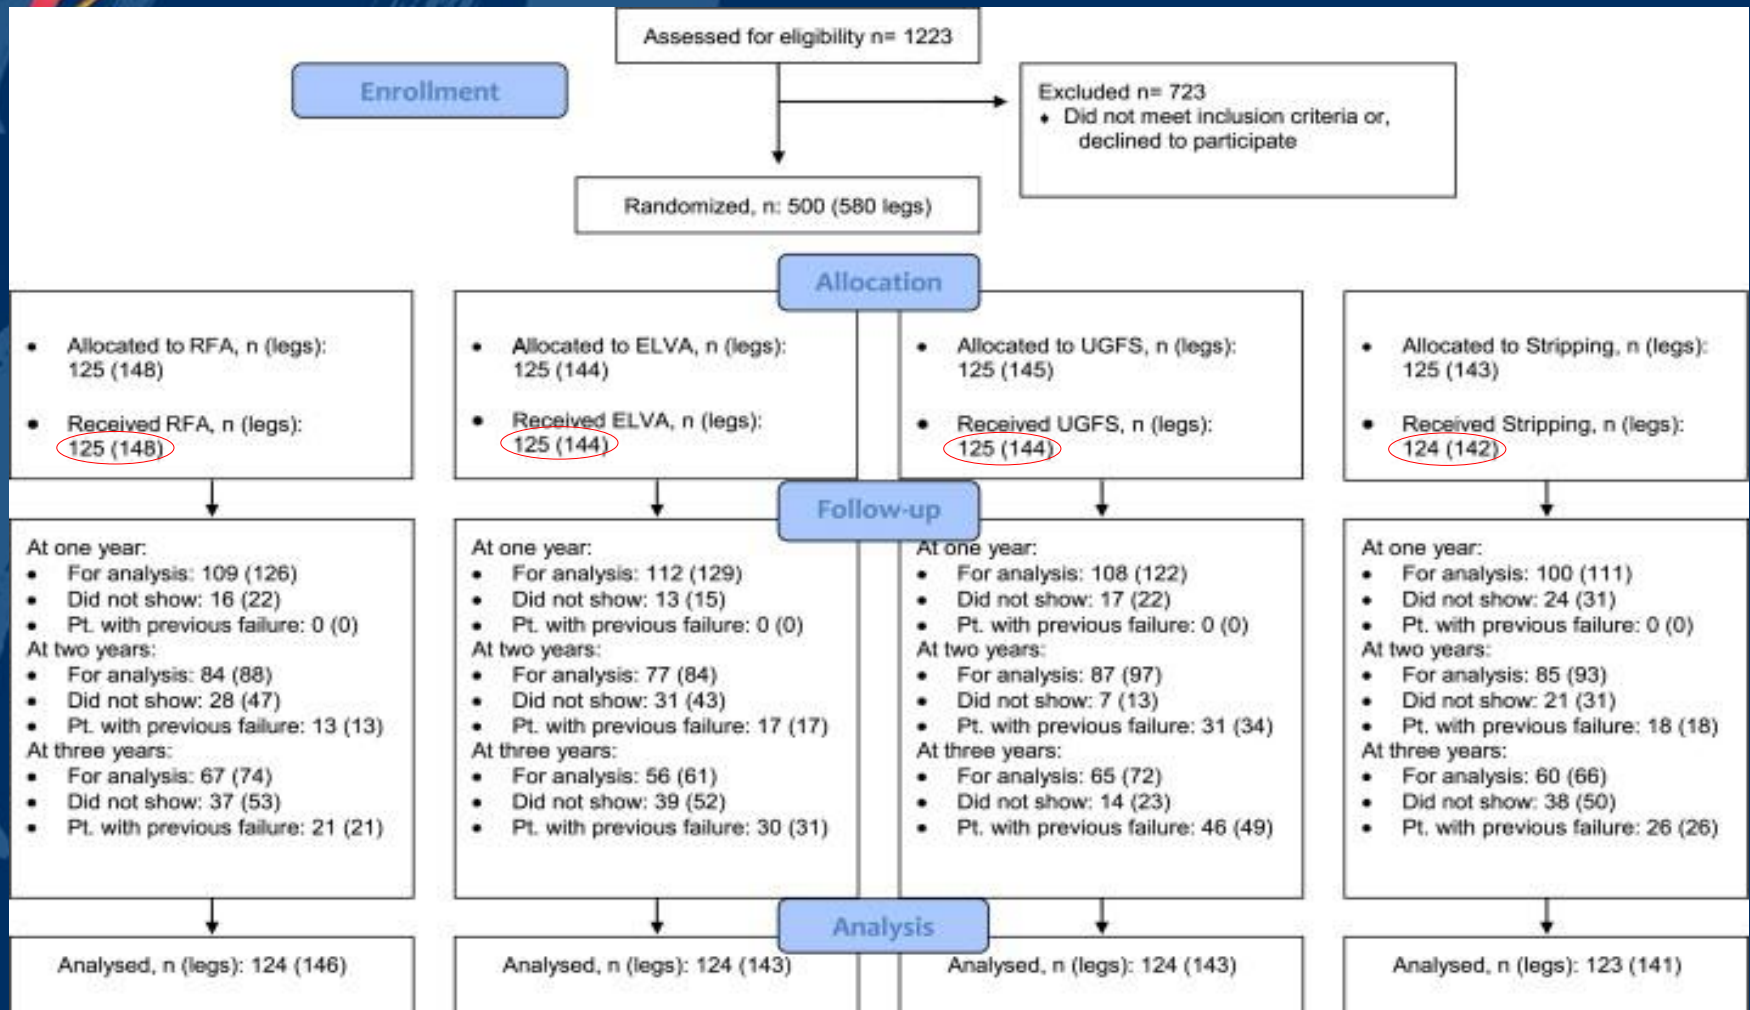 Assessed for eligibility n= 1223
Enrollment
Excluded n= 723
♦ Did not meet inclusion criteria or,
declined to participate
Randomized, n: 500 (580 legs)
Allocation
• Allocated to RFA, n (legs):
125 (148)
• Received RFA, n (legs):
125 (148)
• Allocated to ELVA, n (legs):
125 (144)
• Received ELVA, n (legs):
125 (144)
• Allocated to UGFS, n (legs):
125 (145)
• Received UGFS, n (legs):
125 (144)
• Allocated to Stripping, n (legs):
125 (143)
• Received Stripping, n (legs):
124 (142)
Follow-up
At one year:
• For analysis: 109 (126)
• Did not show: 16 (22)
• Pt. with previous failure: 0 (0)
At two years:
• For analysis: 84 (88)
• Did not show: 28 (47)
• Pt. with previous failure: 13 (13)
At three years:
• For analysis: 67 (74)
• Did not show: 37 (53)
• Pt. with previous failure: 21 (21)
At one year:
• For analysis: 112 (129)
• Did not show: 13 (15)
• Pt. with previous failure: 0 (0)
At two years:
• For analysis: 77 (84)
• Did not show: 31 (43)
• Pt. with previous failure: 17 (17)
At three years:
• For analysis: 56 (61)
• Did not show: 39 (52)
• Pt. with previous failure: 30 (31)
At one year:
• For analysis: 108 (122)
• Did not show: 17 (22)
• Pt. with previous failure: 0 (0)
At two years:
• For analysis: 87 (97)
• Did not show: 7 (13)
• Pt. with previous failure: 31 (34)
At three years:
• For analysis: 65 (72)
• Did not show: 14 (23)
• Pt. with previous failure: 46 (49)
At one year:
• For analysis: 100 (111)
• Did not show: 24 (31)
• Pt. with previous failure: 0 (0)
At two years:
• For analysis: 85 (93)
• Did not show: 21 (31)
• Pt. with previous failure: 18 (18)
At three years:
• For analysis: 60 (66)
• Did not show: 38 (50)
• Pt. with previous failure: 26 (26)
Analysis
Analysed, n (legs): 124 (146)
Analysed, n (legs): 124 (143)
Analysed, n (legs): 124 (143)
Analysed, n (legs): 123 (141)